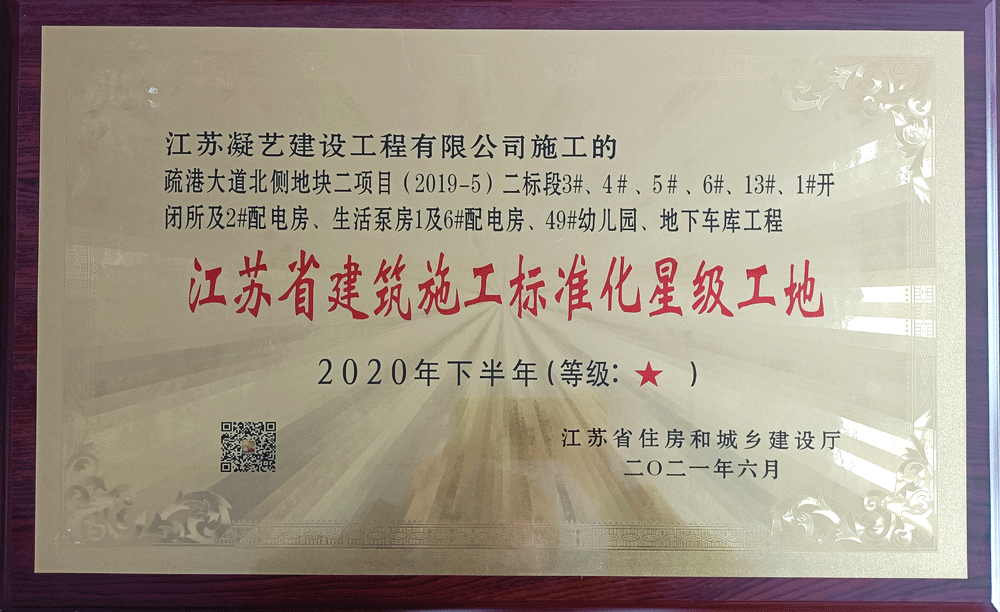 江苏凝艺建设工程有限公司施工的
疏港大道北侧地块二项目（2019-5）二标段3#、4#、5#、6#、13#、1#开
闭所及2#配电房、生活泵房1及6#配电房、49#幼儿园、地下车库工程
江苏省建筑施工标准化星级工地
2020年下半年(等级：★ )
江苏省住房和城乡建设厅
二〇二一年六月